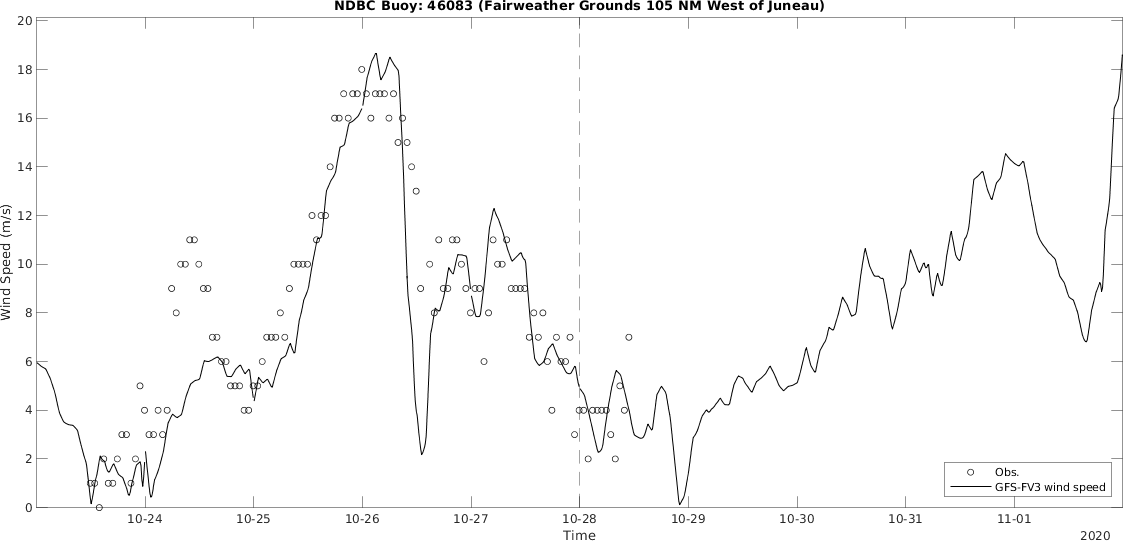 NDBC Buoy: 46083 (Fairweather Grounds 105 NM West of Juneau)
20
18
16
14
12
10
8
6
4
2
0
Wind Speed (m/s)
Obs.
GFS-FV3 wind speed
10-24 10-25 10-26 10-27 10-28 10-29 10-30 10-31 11-01
Time
2020